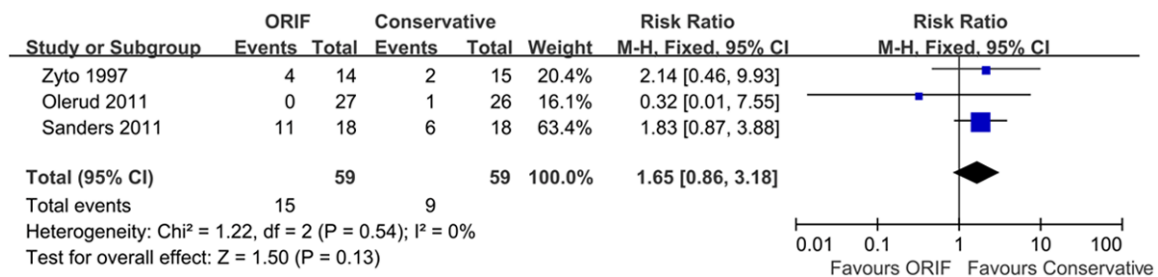 ORIF Conservative Risk Ratio Risk Ratio
Study or Subgroup Events Total Events Total Weight M-H, Fixed, 95% CI M-H, Fixed, 95% CI
Zyto 1997 4 14 2 15 20.4% 2.14 [0.46, 9.93]
Olerud 2011 0 27 1 26 16.1% 0.32 [0.01, 7.55]
Sanders 2011 11 18 6 18 63.4% 1.83 [0.87, 3.88]
Total (95% CI) 59 59 100.0% 1.65 [0.86, 3.18]
Total events 15 9
Heterogeneity: Chi² = 1.22, df = 2 (P = 0.54); I² = 0%
Test for overall effect: Z = 1.50 (P = 0.13)
0.01 0.1 1 10 100
Favours ORIF Favours Conservative